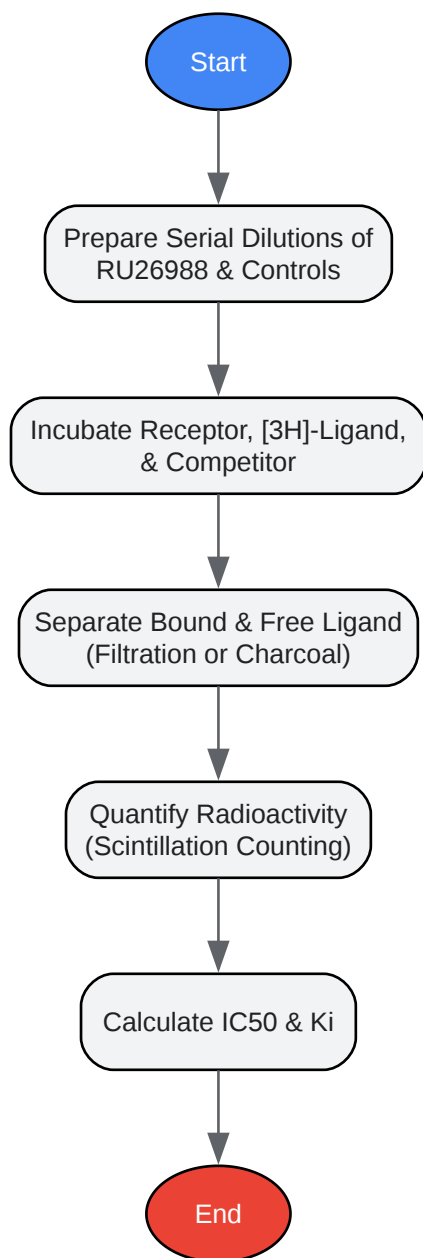 Start
Prepare Serial Dilutions of
RU26988 & Controls
Incubate Receptor, [3H]-Ligand,
& Competitor
Separate Bound & Free Ligand
(Filtration or Charcoal)
Quantify Radioactivity
(Scintillation Counting)
Calculate IC50 & Ki
End